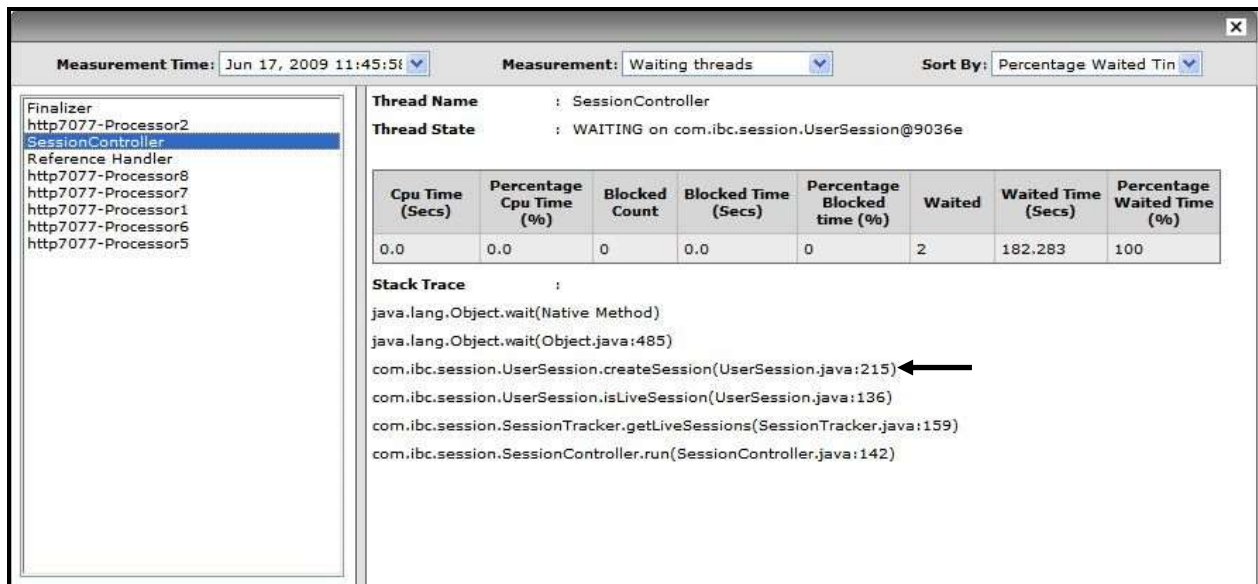 Measurement Time: Jun 17, 2009 11:45:58 Measurement: Waiting threads Sort By: Percentage Waited Tin
Finalizer
http7077-Processor2
SessionController
Reference Handler
http7077-Processor8
http7077-Processor7
http7077-Processor1
http7077-Processor6
http7077-Processor5
Thread Name : SessionController
Thread State : WAITING on com.ibc.session.UserSession@9036e
Cpu Time (Secs) Percentage Cpu Time (%) Blocked Count Blocked Time (Secs) Percentage Blocked time (%) Waited Waited Time (Secs) Percentage Waited Time (%)
0.0 0.0 0 0.0 0 2 182.283 100
Stack Trace :
java.lang.Object.wait(Native Method)
java.lang.Object.wait(Object.java:485)
com.ibc.session.UserSession.createSession(UserSession.java:215)
com.ibc.session.UserSession.isLiveSession(UserSession.java:136)
com.ibc.session.SessionTracker.getLiveSessions(SessionTracker.java:159)
com.ibc.session.SessionController.run(SessionController.java:142)